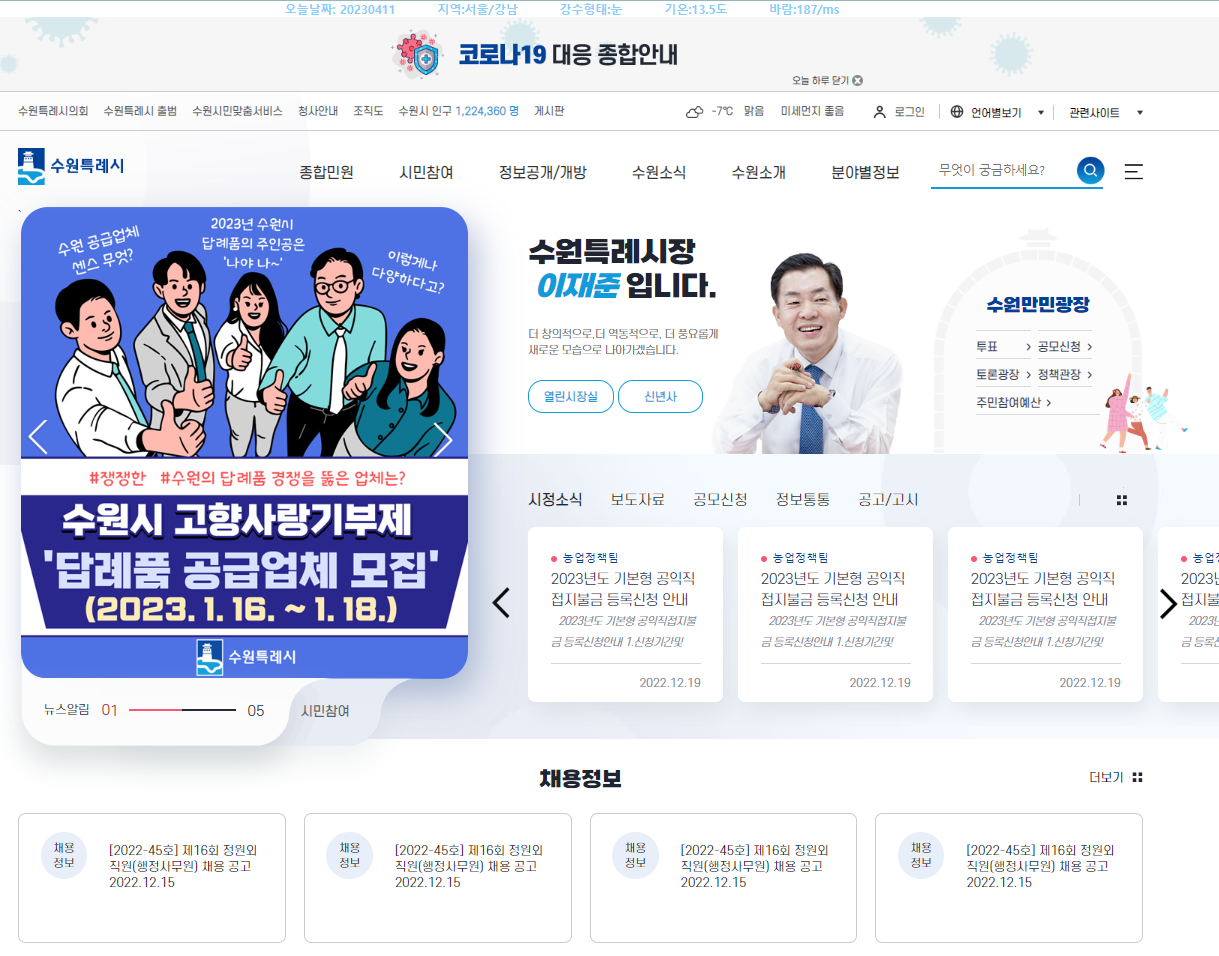 오늘날짜: 20230411 지역:서울/강남 강수형태:눈 기온:13.5도 바람:187/ms
코로나19 대응 종합안내
오늘 하루 닫기
수원특례시의회 수원특례시 출범 수원시민맞춤서비스 청사안내 조직도 수원시 인구 1,224,360 명 게시판 -7℃ 맑음 미세먼지 좋음 로그인 언어별보기 관련사이트
수원특례시 종합민원 시민참여 정보공개/개방 수원소식 수원소개 분야별정보 무엇이 궁금하세요?
수원 공급업체
센스 무엇?
2023년 수원시
답례품의 주인공은
'나야 나~'
이렇게나
다양하다고?
#쟁쟁한 #수원의 답례품 경쟁을 뚫은 업체는?
수원시 고향사랑기부제
'답례품 공급업체 모집'
(2023. 1. 16. ~ 1. 18.)
수원특례시
뉴스알림 01 05 시민참여
수원특례시장
이재준 입니다.
더 창의적으로,더 역동적으로, 더 풍요롭게
새로운 모습으로 나아가겠습니다.
열린시장실 신년사
수원만민광장
투표 공모신청
토론광장 정책관장
주민참여예산
시정소식 보도자료 공모신청 정보통통 공고/고시
농업정책팀
2023년도 기본형 공익직
접지불금 등록신청 안내
2023년도 기본형 공익직접지불
금 등록신청안내 1.신청기간및
2022.12.19
농업정책팀
2023년도 기본형 공익직
접지불금 등록신청 안내
2023년도 기본형 공익직접지불
금 등록신청안내 1.신청기간및
2022.12.19
농업정책팀
2023년도 기본형 공익직
접지불금 등록신청 안내
2023년도 기본형 공익직접지불
금 등록신청안내 1.신청기간및
2022.12.19
농업정
2023년
접지불
2023년
금 등록
채용정보 더보기
채용
정보
[2022-45호] 제16회 정원외
직원(행정사무원) 채용 공고
2022.12.15
채용
정보
[2022-45호] 제16회 정원외
직원(행정사무원) 채용 공고
2022.12.15
채용
정보
[2022-45호] 제16회 정원외
직원(행정사무원) 채용 공고
2022.12.15
채용
정보
[2022-45호] 제16회 정원외
직원(행정사무원) 채용 공고
2022.12.15